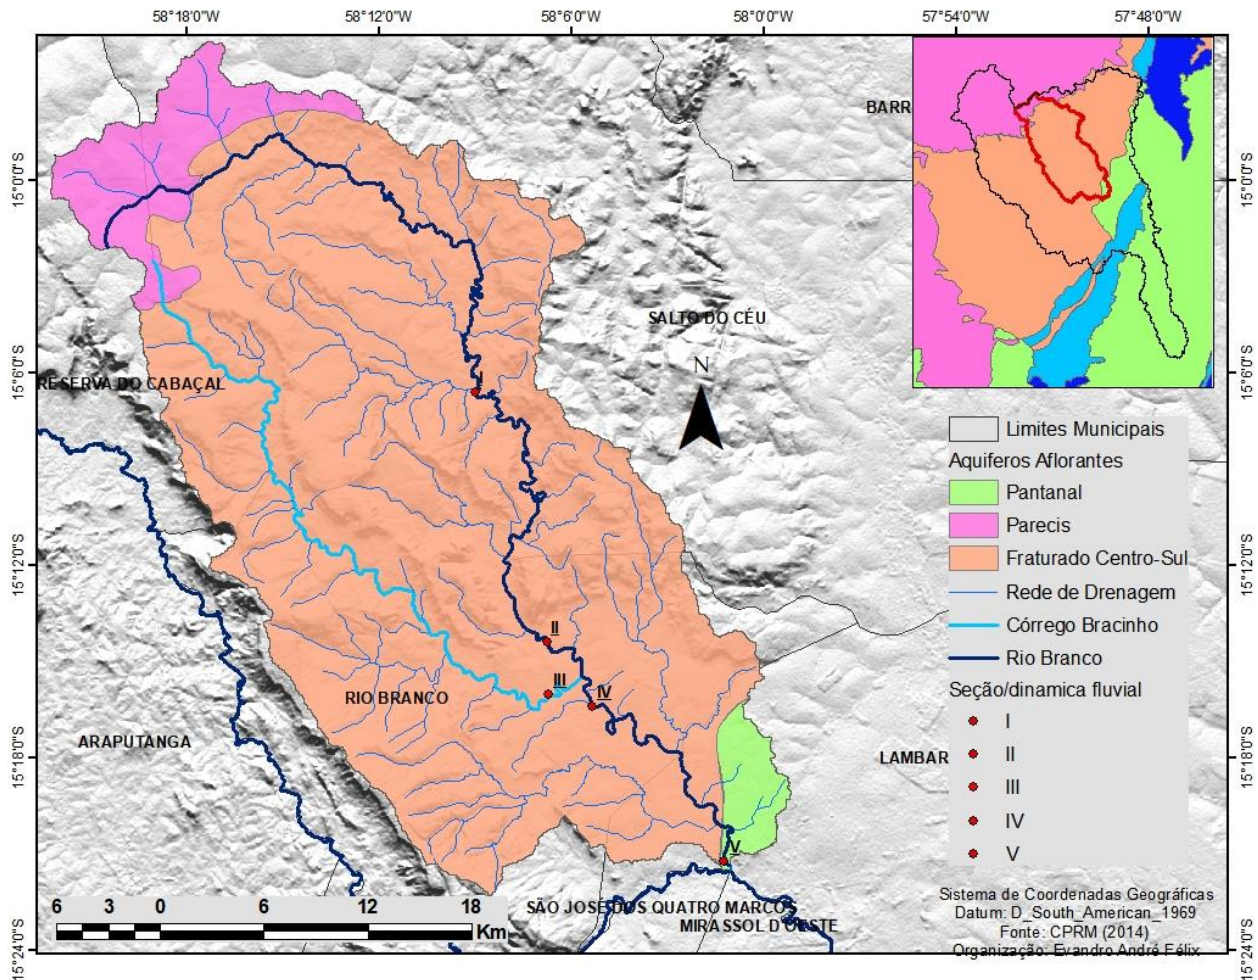 58°18'0"W
58°12'0"W
58°6'0"W
58°0'0"W
57°54'0"W
57°48'0"W
15°0'0"S
15°0'0"S
15°6'0"S
15°6'0"S
15°12'0"S
15°12'0"S
15°18'0"S
15°18'0"S
15°24'0"S
15°24'0"S
BARR
SALTO DO CÉU
N
RESERVA DO CABAÇAL
I
II
III
IV
V
RIO BRANCO
ARAPUTANGA
LAMBAR
SÃO JOSÉ DOS QUATRO MARCOS
MIRASSOL D'OESTE
Limites Municipais
Aquiferos Aflorantes
Pantanal
Parecis
Fraturado Centro-Sul
Rede de Drenagem
Córrego Bracinho
Rio Branco
Seção/dinamica fluvial
I
II
III
IV
V
6 3 0 6 12 18
Km
Sistema de Coordenadas Geográficas
Datum: D_South_American_1969
Fonte: CPRM (2014)
Organização: Evandro André Félix